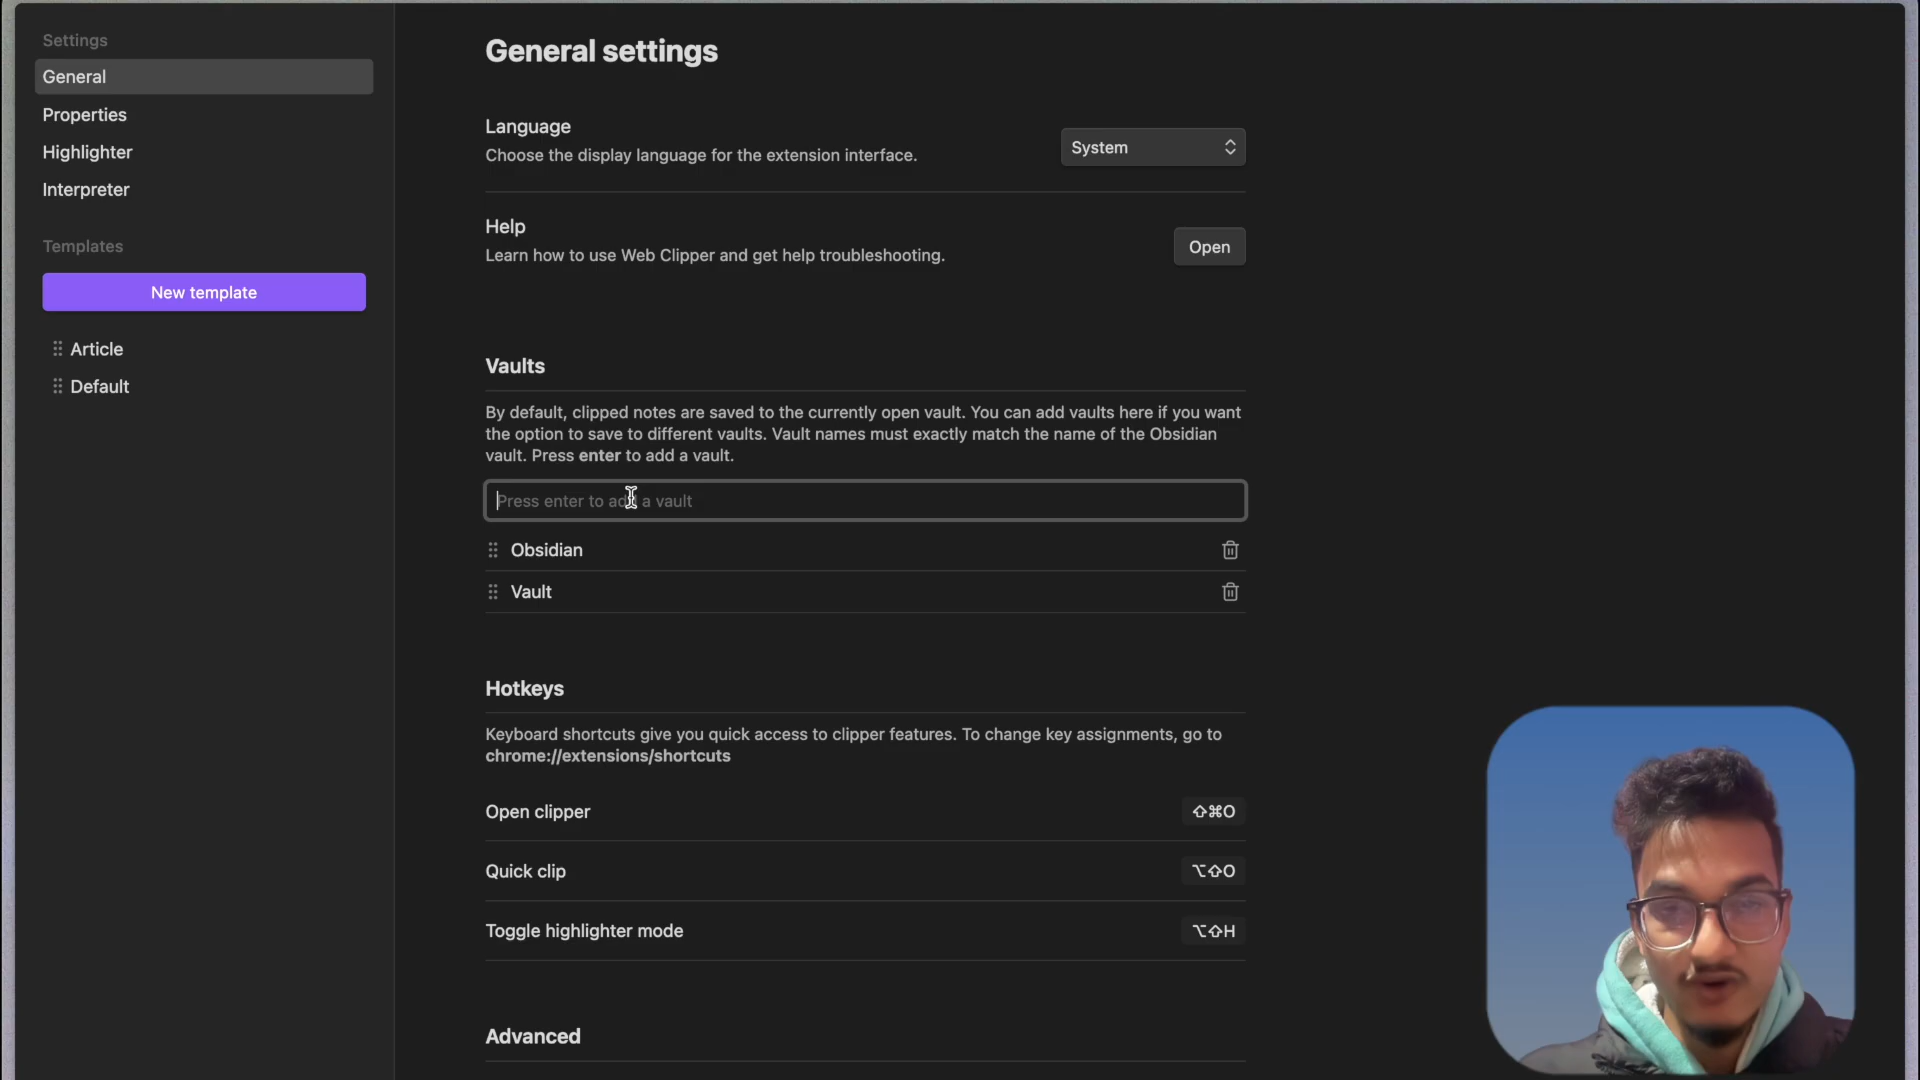 Settings
General
Properties
Highlighter
Interpreter
Templates
New template
Article
Default
General settings
Language
Choose the display language for the extension interface.
System
Help
Learn how to use Web Clipper and get help troubleshooting.
Open
Vaults
By default, clipped notes are saved to the currently open vault. You can add vaults here if you want
the option to save to different vaults. Vault names must exactly match the name of the Obsidian
vault. Press enter to add a vault.
Press enter to add a vault
Obsidian
Vault
Hotkeys
Keyboard shortcuts give you quick access to clipper features. To change key assignments, go to
chrome://extensions/shortcuts
Open clipper
⇧⌘O
Quick clip
⌥⇧O
Toggle highlighter mode
⌥⇧H
Advanced